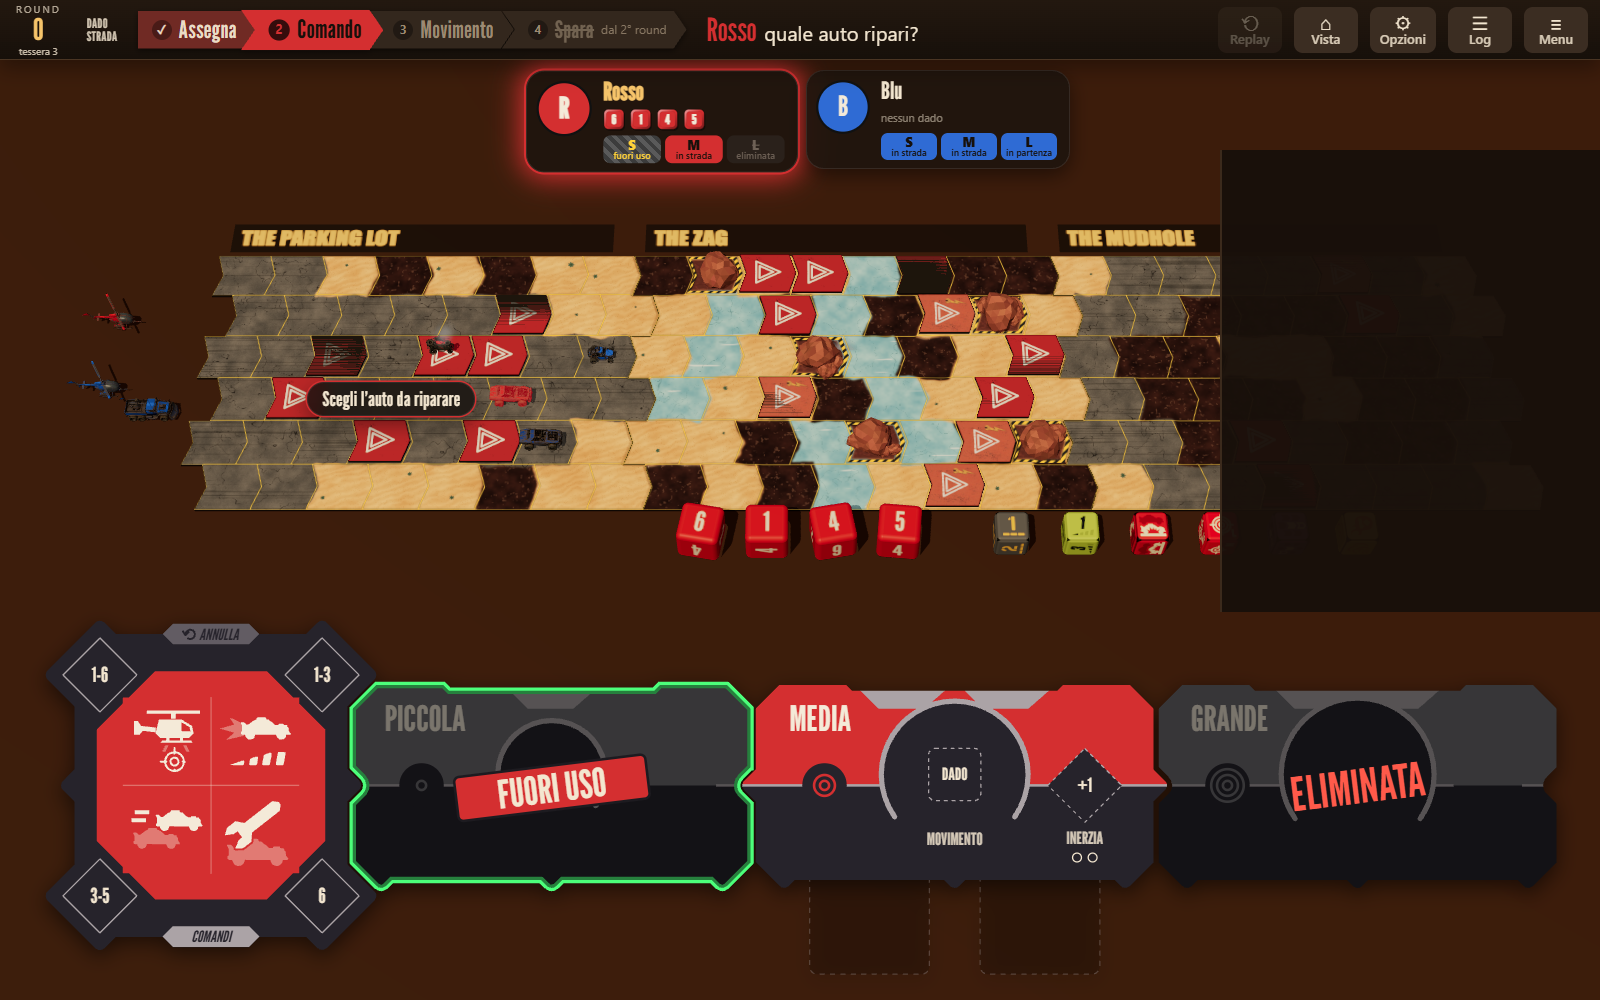 ROUND
0
tessera 3
DADO
STRADA
✓ Assegna
2 Comando
3 Movimento
4 Spara dal 2° round
Rosso quale auto ripari?
Replay
Vista
Opzioni
Log
Menu
R
Rosso
6 1 4 5
S
fuori uso
M
in strada
L
eliminata
B
Blu
nessun dado
S
in strada
M
in strada
L
in partenza
THE PARKING LOT
THE ZAG
THE MUDHOLE
Scegli l'auto da riparare
6 1 4 5
4 6 4
1 1
ANNULLA
1-6
1-3
3-5
6
COMANDI
PICCOLA
FUORI USO
MEDIA
DADO
MOVIMENTO
+1
INERZIA
GRANDE
ELIMINATA